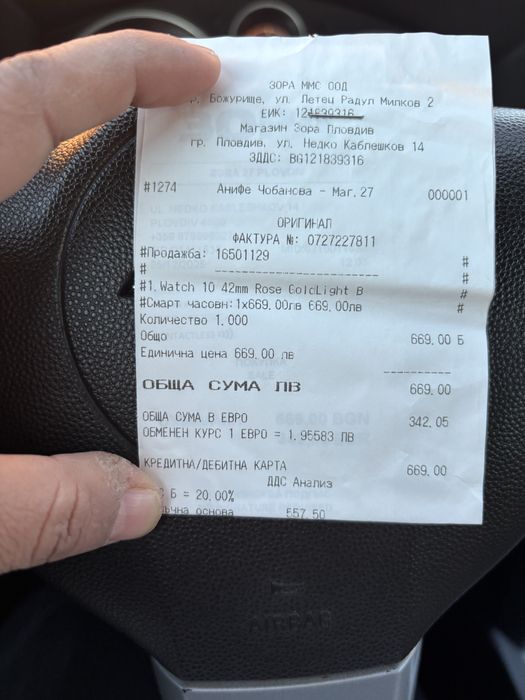 ЗОРА ММС ООД
Божурище, ул. Летец Радул Милков 2
ЕИК: 121839316
Магазин Зора Пловдив
гр. Пловдив, ул. Недко Каблешков 14
ЗДДС: BG121839316
#1274 Анифе Чобанова - Маг.27 000001
ОРИГИНАЛ
ФАКТУРА №: 0727227811
#Продажба: 16501129 #
# ------------------------ #
#1.Watch 10 42mm Rose GoldLight B #
#Смарт часовн:1x669.00лв 669.00лв #
Количество 1.000
Общо 669.00 Б
Единична цена 669.00 лв
----------
ОБЩА СУМА ЛВ 669.00
ОБЩА СУМА В ЕВРО 342.05
ОБМЕНЕН КУРС 1 ЕВРО = 1.95583 ЛВ
КРЕДИТНА/ДЕБИТНА КАРТА 669.00
ДДС Анализ
Б = 20.00%
основа 557.50
AIRBAG